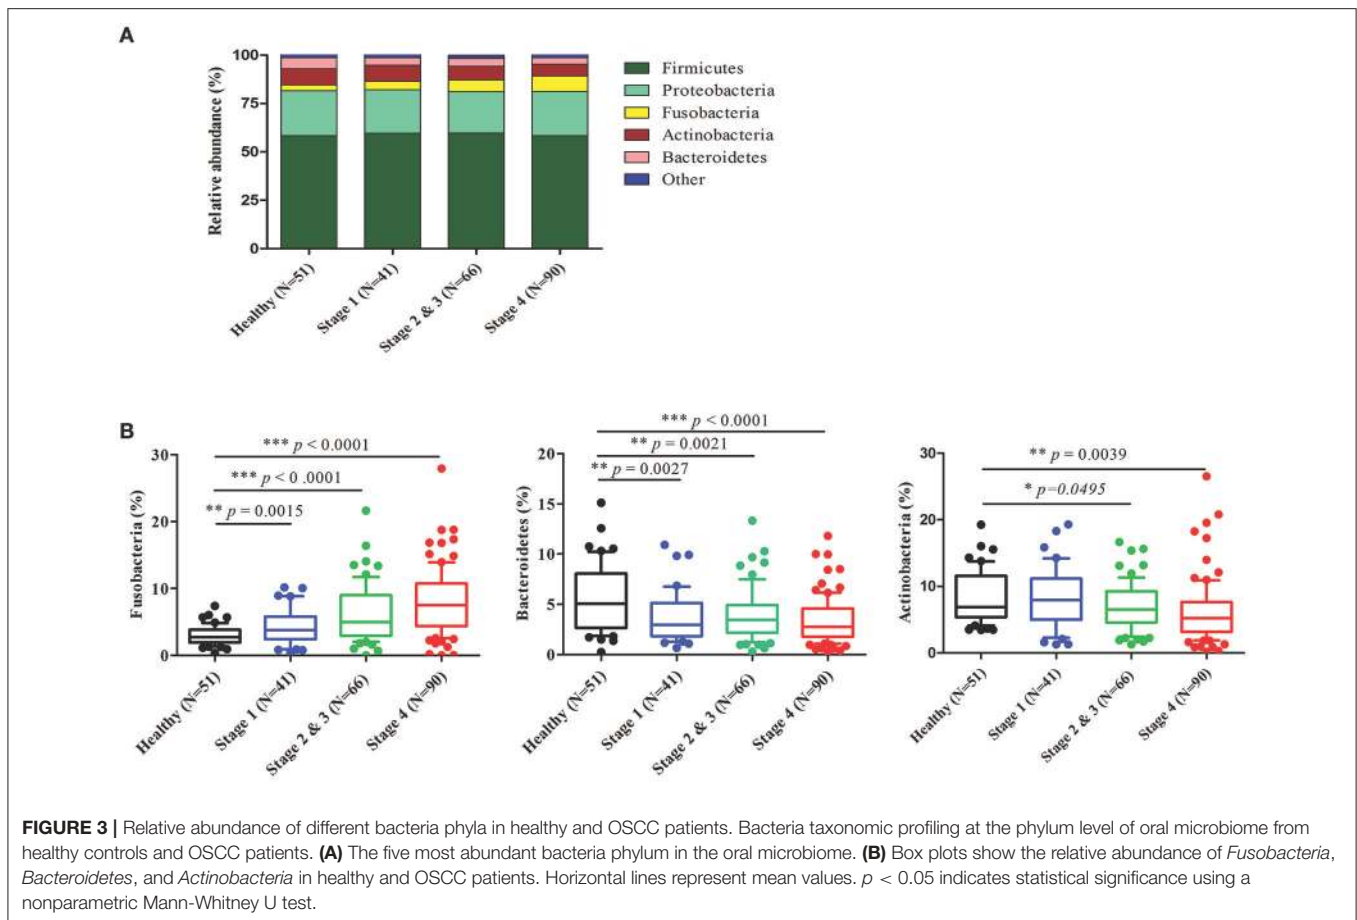 A
Relative abundance (%)
100
75
50
25
0
Healthy (N=51)
Stage 1 (N=41)
Stage 2 & 3 (N=66)
Stage 4 (N=90)
Firmicutes
Proteobacteria
Fusobacteria
Actinobacteria
Bacteroidetes
Other
B
Fusobacteria (%)
30
20
10
0
*** p < 0.0001
*** p < 0 .0001
** p = 0.0015
Healthy (N=51)
Stage 1 (N=41)
Stage 2 & 3 (N=66)
Stage 4 (N=90)
Bacteroidetes (%)
20
15
10
5
0
*** p < 0.0001
** p = 0.0021
** p = 0.0027
Healthy (N=51)
Stage 1 (N=41)
Stage 2 & 3 (N=66)
Stage 4 (N=90)
Actinobacteria (%)
30
20
10
0
** p = 0.0039
* p=0.0495
Healthy (N=51)
Stage 1 (N=41)
Stage 2 & 3 (N=66)
Stage 4 (N=90)
FIGURE 3 | Relative abundance of different bacteria phyla in healthy and OSCC patients. Bacteria taxonomic profiling at the phylum level of oral microbiome from
healthy controls and OSCC patients. (A) The five most abundant bacteria phylum in the oral microbiome. (B) Box plots show the relative abundance of Fusobacteria,
Bacteroidetes, and Actinobacteria in healthy and OSCC patients. Horizontal lines represent mean values. p < 0.05 indicates statistical significance using a
nonparametric Mann-Whitney U test.